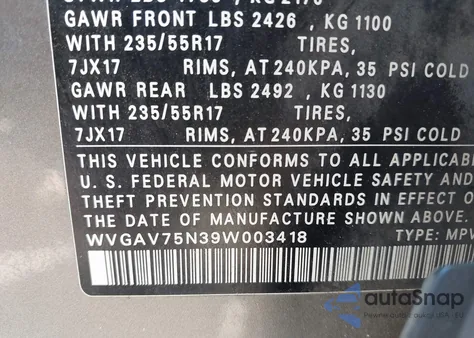 GAWR FRONT LBS 2426 , KG 1100
WITH 235/55R17 TIRES,
7JX17 RIMS, AT 240KPA, 35 PSI COLD
GAWR REAR LBS 2492 , KG 1130
WITH 235/55R17 TIRES,
7JX17 RIMS, AT 240KPA, 35 PSI COLD
THIS VEHICLE CONFORMS TO ALL APPLICABL
U. S. FEDERAL MOTOR VEHICLE SAFETY AND
THEFT PREVENTION STANDARDS IN EFFECT O
THE DATE OF MANUFACTURE SHOWN ABOVE.
WVGAV75N39W003418 TYPE: MPV
autoSnap